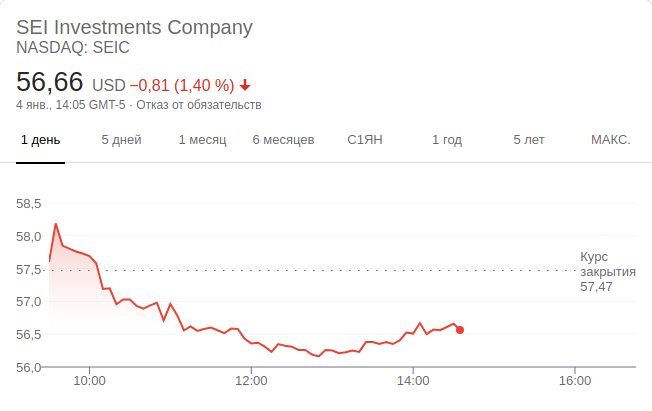 SEI Investments Company
NASDAQ: SEIC
56,66 USD −0,81 (1,40 %)
4 янв., 14:05 GMT-5 · Отказ от обязательств
1 день 5 дней 1 месяц 6 месяцев С1ЯН 1 год 5 лет МАКС.
58,5
58,0
57,5
57,0
56,5
56,0
Курс
закрытия
57,47
10:00 12:00 14:00 16:00